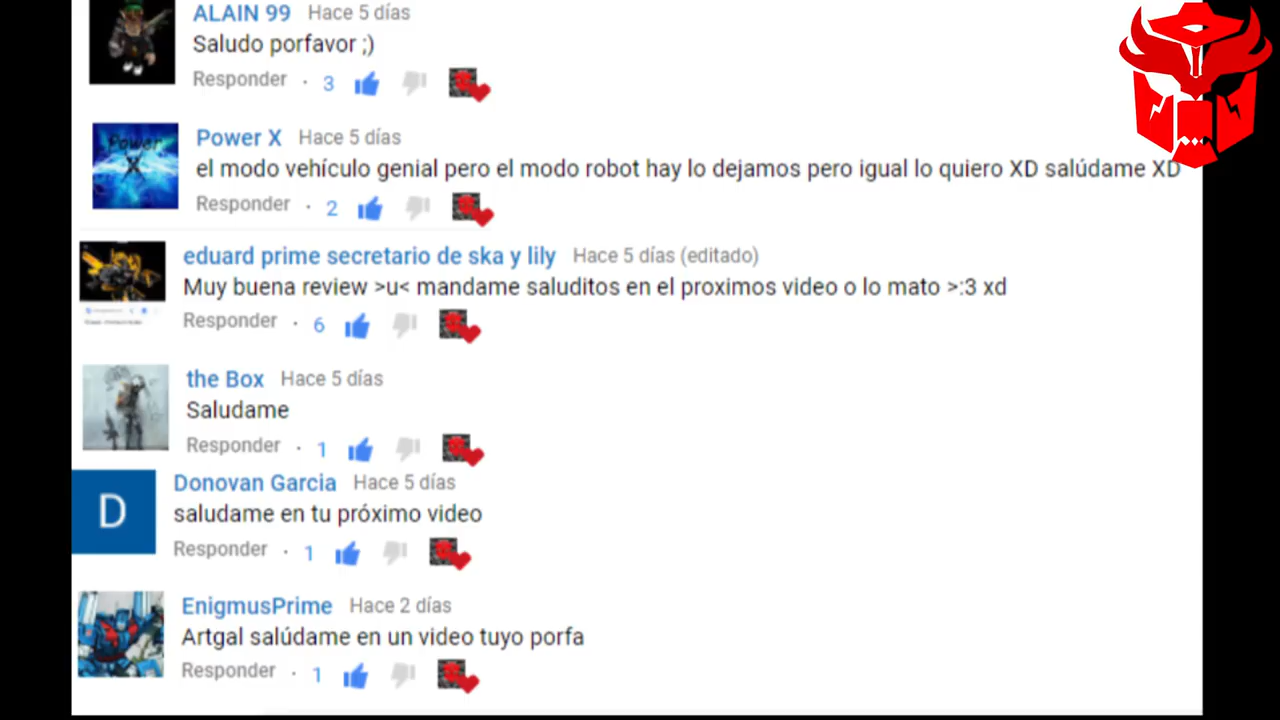 ALAIN 99 Hace 5 días
Saludo porfavor ;)
Responder · 3
Power X
Power X Hace 5 días
el modo vehículo genial pero el modo robot hay lo dejamos pero igual lo quiero XD salúdame XD
Responder · 2
eduard prime secretario de ska y lily Hace 5 días (editado)
Muy buena review >u< mandame saluditos en el proximos video o lo mato >:3 xd
Responder · 6
the Box Hace 5 días
Saludame
Responder · 1
D
Donovan Garcia Hace 5 días
saludame en tu próximo video
Responder · 1
EnigmusPrime Hace 2 días
Artgal salúdame en un video tuyo porfa
Responder · 1